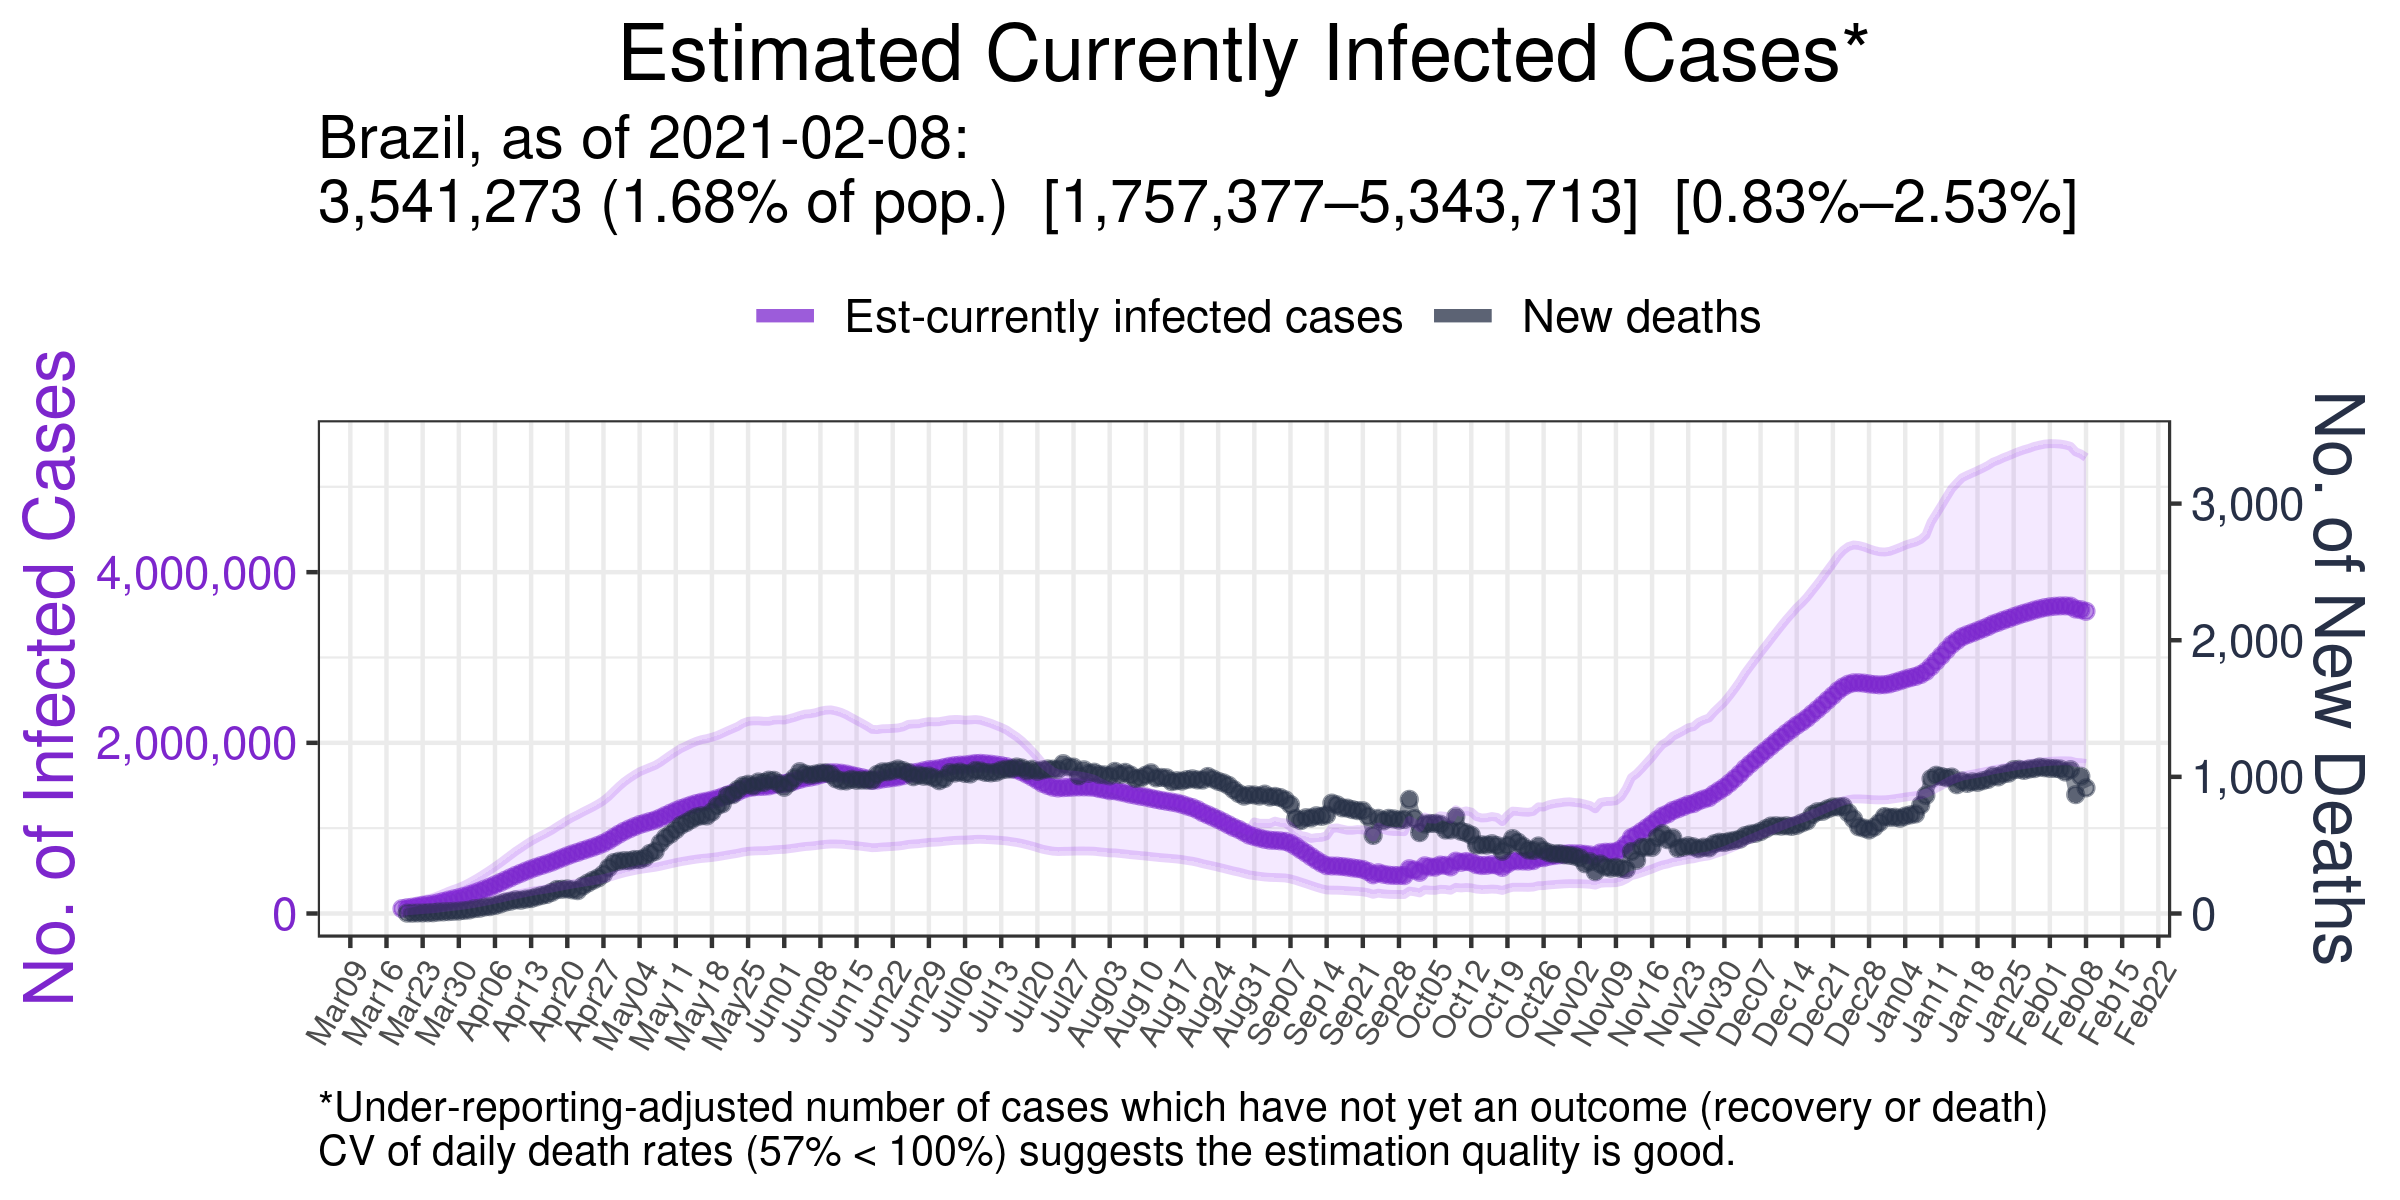 Estimated Currently Infected Cases*
Brazil, as of 2021-02-08:
3,541,273 (1.68% of pop.) [1,757,377–5,343,713] [0.83%–2.53%]
Est-currently infected cases
New deaths
No. of Infected Cases
4,000,000
2,000,000
0
3,000
2,000
1,000
0
No. of New Deaths
Mar09
Mar16
Mar23
Mar30
Apr06
Apr13
Apr20
Apr27
May04
May11
May18
May25
Jun01
Jun08
Jun15
Jun22
Jun29
Jul06
Jul13
Jul20
Jul27
Aug03
Aug10
Aug17
Aug24
Aug31
Sep07
Sep14
Sep21
Sep28
Oct05
Oct12
Oct19
Oct26
Nov02
Nov09
Nov16
Nov23
Nov30
Dec07
Dec14
Dec21
Dec28
Jan04
Jan11
Jan18
Jan25
Feb01
Feb08
Feb15
Feb22
*Under-reporting-adjusted number of cases which have not yet an outcome (recovery or death)
CV of daily death rates (57% < 100%) suggests the estimation quality is good.